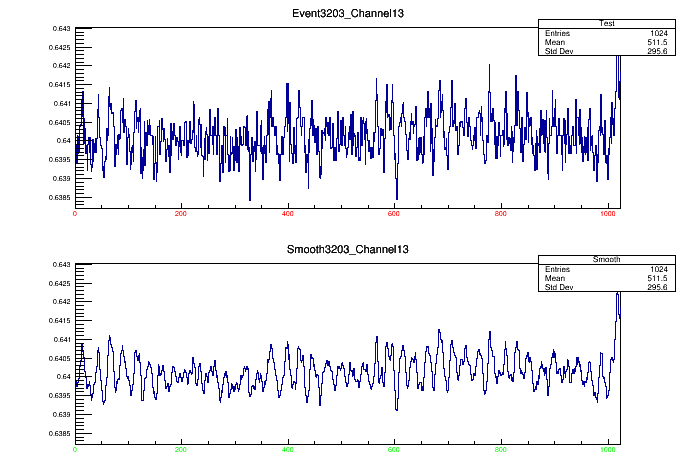 Event3203_Channel13
Test
Entries 1024
Mean 511.5
Std Dev 295.6
0.643
0.6425
0.642
0.6415
0.641
0.6405
0.64
0.6395
0.639
0.6385
0 200 400 600 800 1000
Smooth3203_Channel13
Smooth
Entries 1024
Mean 511.5
Std Dev 295.6
0.643
0.6425
0.642
0.6415
0.641
0.6405
0.64
0.6395
0.639
0.6385
0 200 400 600 800 1000